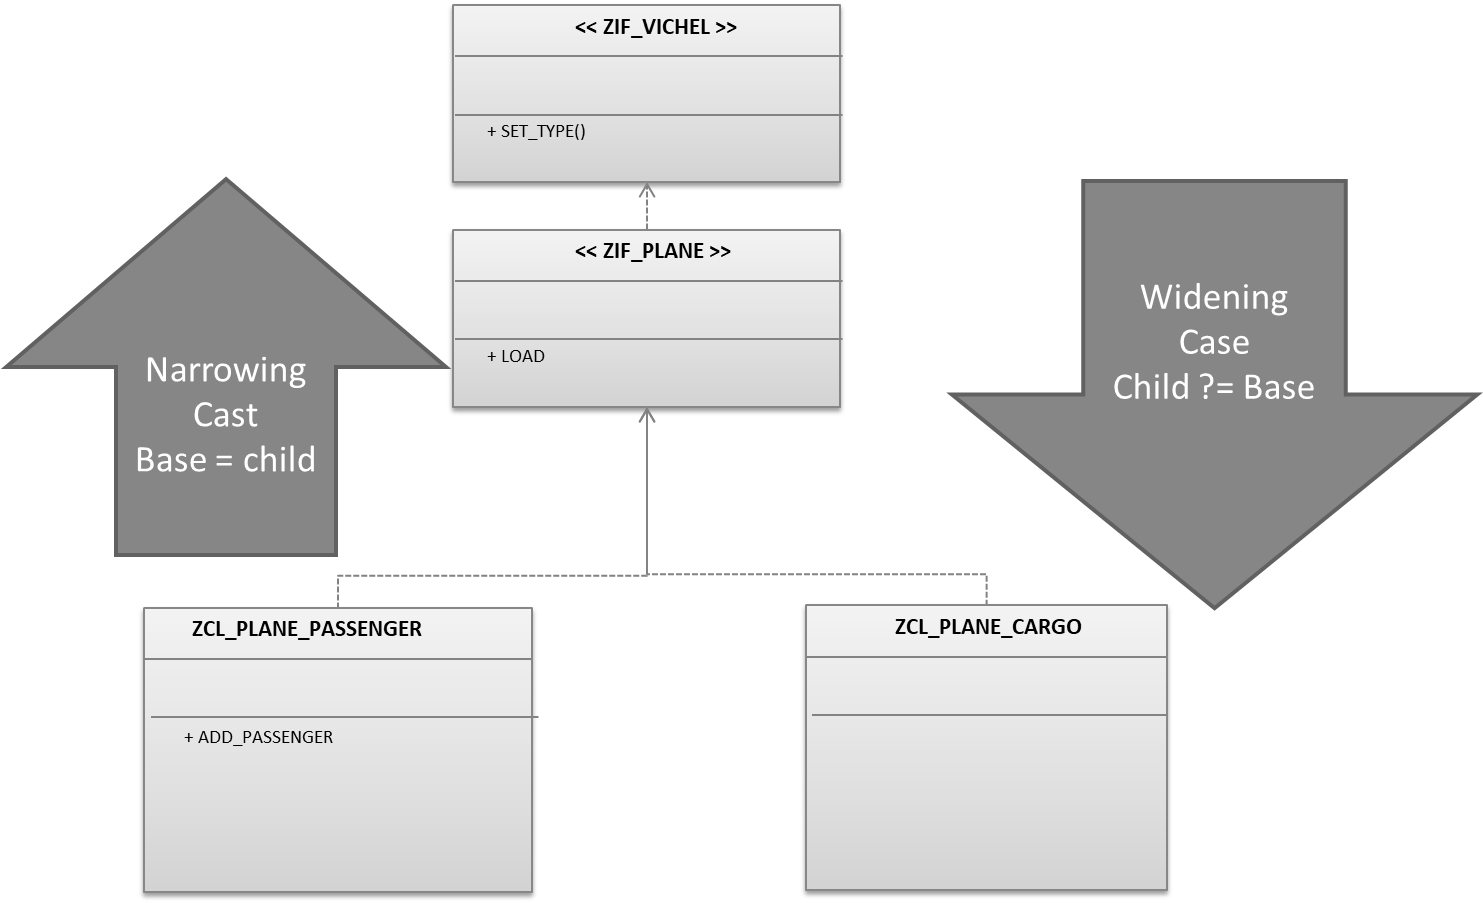 << ZIF_VICHEL >>
+ SET_TYPE()
<< ZIF_PLANE >>
+ LOAD
Narrowing
Cast
Base = child
Widening
Case
Child ?= Base
ZCL_PLANE_PASSENGER
+ ADD_PASSENGER
ZCL_PLANE_CARGO